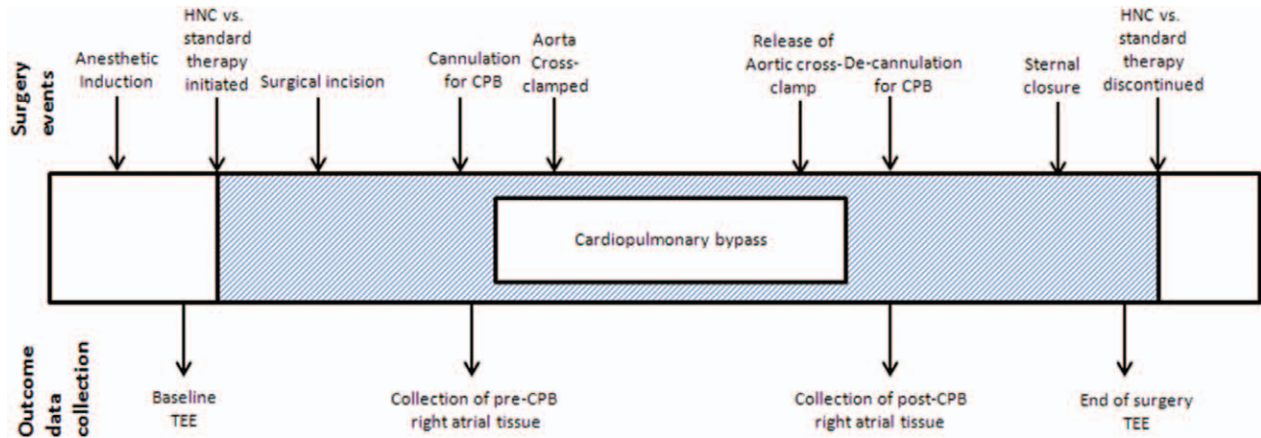 Surgery
events
Anesthetic
Induction
HNC vs.
standard
therapy
initiated
Surgical incision
Cannulation
for CPB
Aorta
Cross-
clamped
Release of
Aortic cross-
clamp
De-cannulation
for CPB
Sternal
closure
HNC vs.
standard
therapy
discontinued
Cardiopulmonary bypass
Outcome
data
collection
Baseline
TEE
Collection of pre-CPB
right atrial tissue
Collection of post-CPB
right atrial tissue
End of surgery
TEE